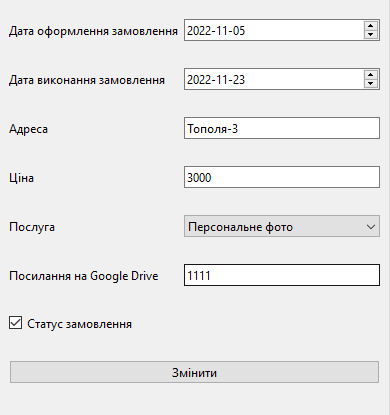 Дата оформлення замовлення 2022-11-05
Дата виконання замовлення 2022-11-23
Адреса Тополя-3
Ціна 3000
Послуга Персональне фото
Посилання на Google Drive 1111
Статус замовлення
Змінити